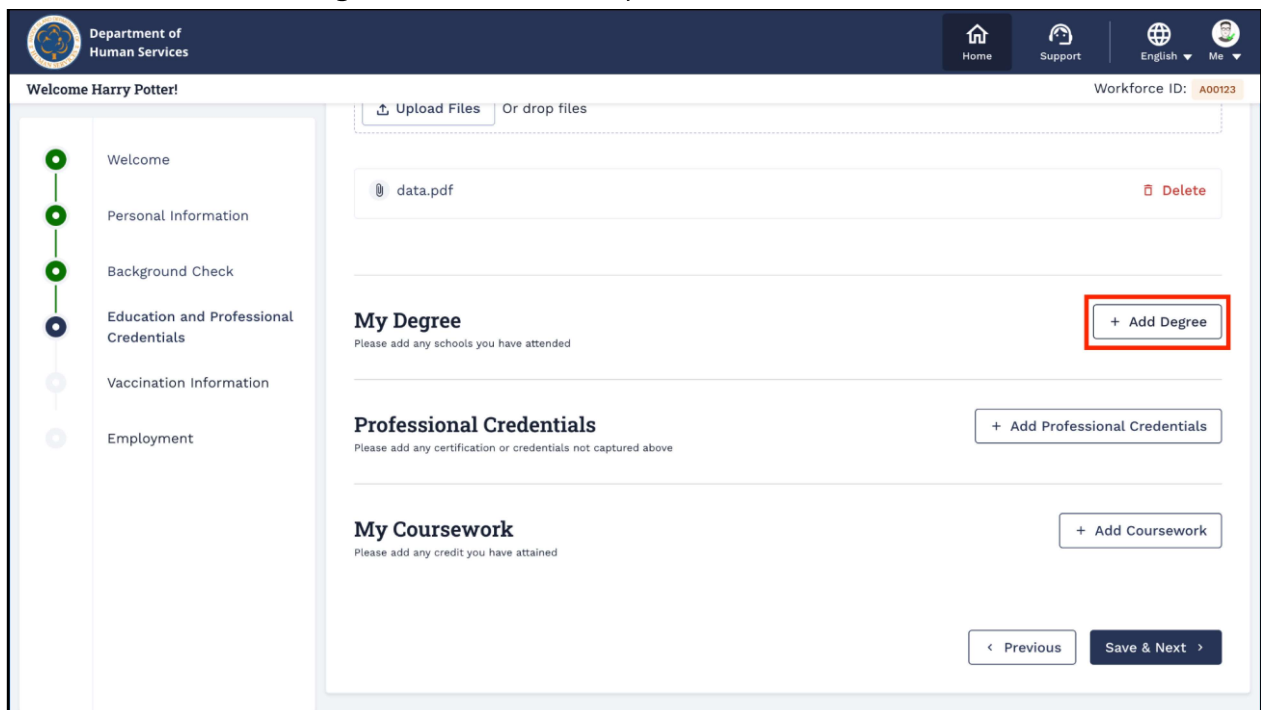 Department of
Human Services
Home
Support
English
Me
Welcome Harry Potter!
Workforce ID: A00123
Upload Files Or drop files
Welcome
data.pdf
Delete
Personal Information
Background Check
Education and Professional
Credentials
My Degree
+ Add Degree
Please add any schools you have attended
Vaccination Information
Professional Credentials
+ Add Professional Credentials
Please add any certification or credentials not captured above
Employment
My Coursework
+ Add Coursework
Please add any credit you have attained
< Previous
Save & Next >